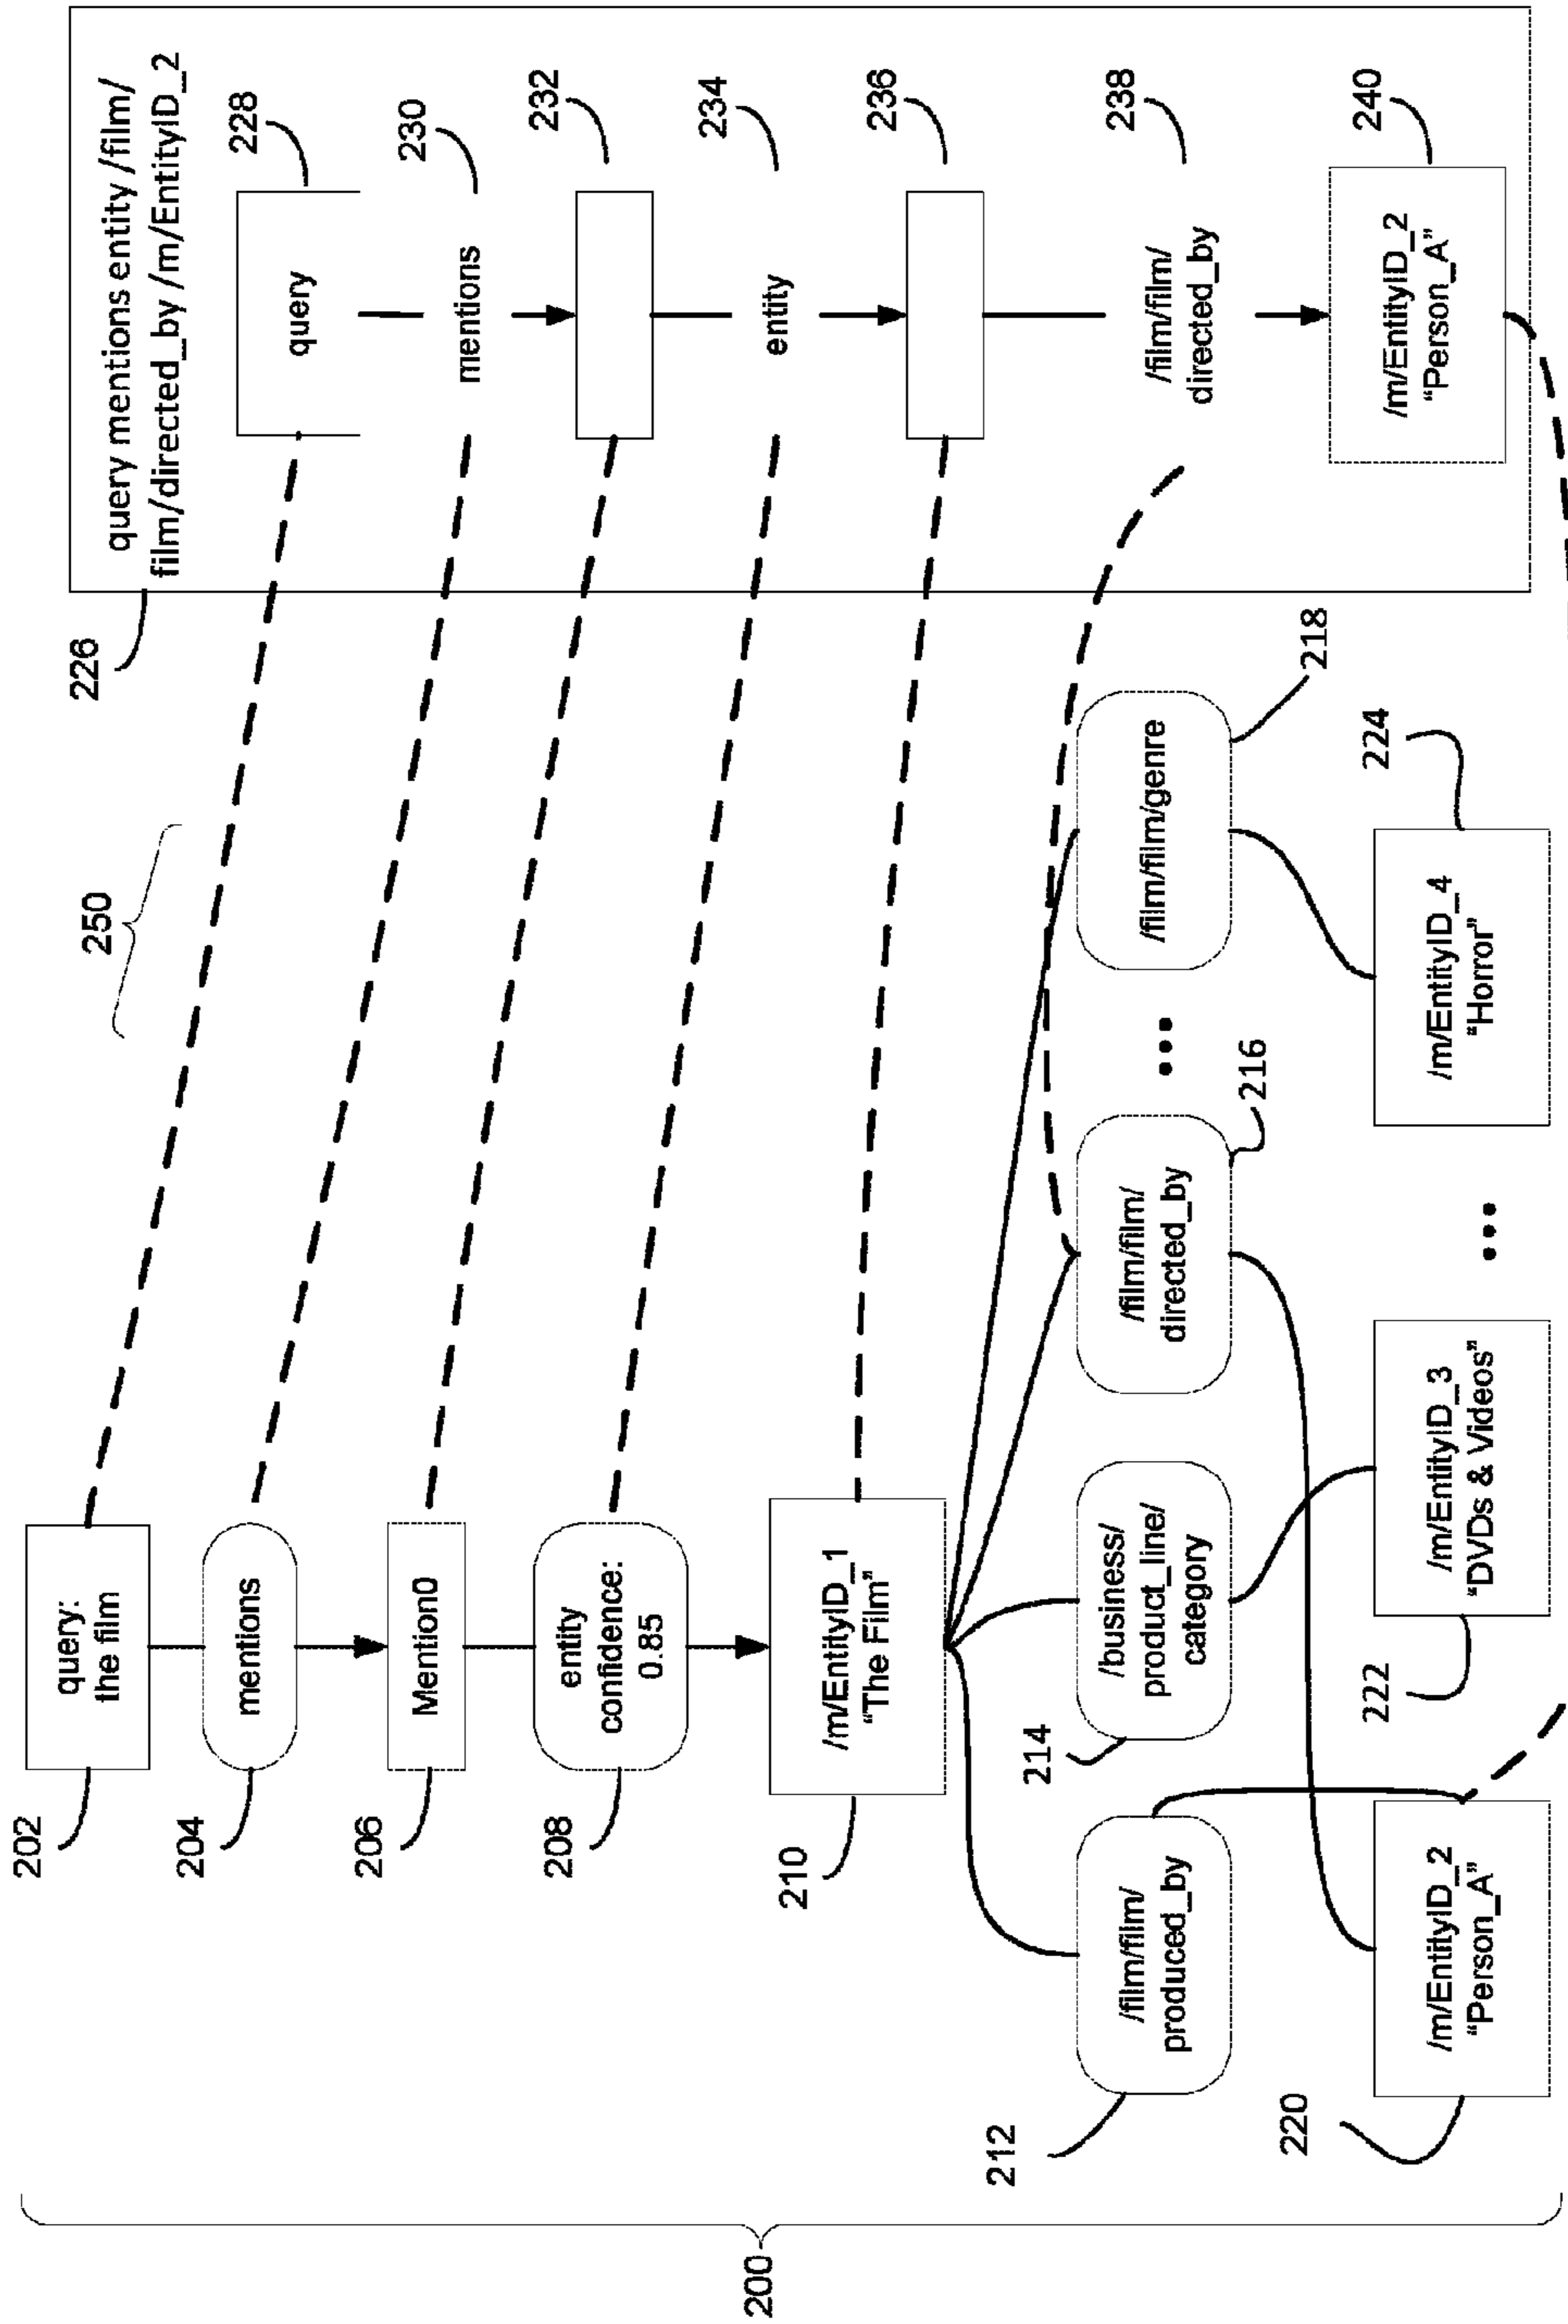 200
202
query:
the film
204
mentions
206
Mention0
208
entity
confidence:
0.85
210
/m/EntityID_1
“The Film”
212
/film/film/
produced_by
214
/business/
product_line/
category
/film/film/
directed_by
216
•••
/film/film/genre
218
220
/m/EntityID_2
“Person_A”
222
/m/EntityID_3
“DVDs & Videos”
•••
/m/EntityID_4
“Horror”
224
250
226
query mentions entity /film/
film/directed_by /m/EntityID_2
query
228
mentions
230
232
entity
234
236
/film/film/
directed_by
238
/m/EntityID_2
“Person_A”
240